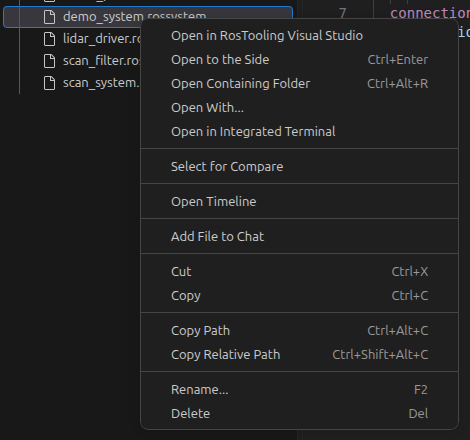 demo_system.rossystem
7 connection
Open in RosTooling Visual Studio
lidar_driver.ro
Open to the Side Ctrl+Enter
scan_filter.ros
Open Containing Folder Ctrl+Alt+R
scan_system.
Open With...
Open in Integrated Terminal
Select for Compare
Open Timeline
Add File to Chat
Cut Ctrl+X
Copy Ctrl+C
Copy Path Ctrl+Alt+C
Copy Relative Path Ctrl+Shift+Alt+C
Rename... F2
Delete Del